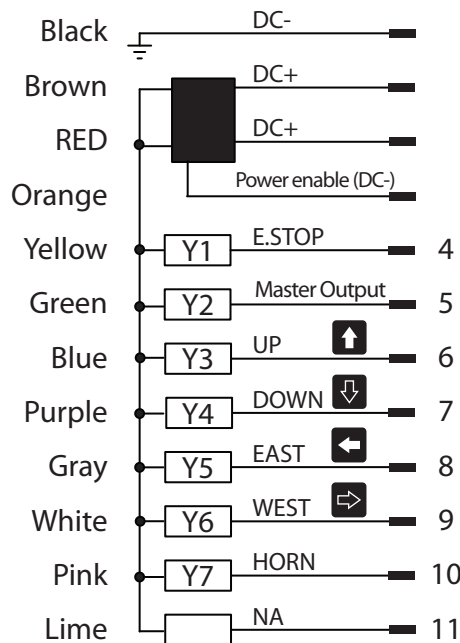 Black DC-
Brown DC+
RED DC+
Orange Power enable (DC-)
Yellow Y1 E.STOP 4
Green Y2 Master Output 5
Blue Y3 UP 6
Purple Y4 DOWN 7
Gray Y5 EAST 8
White Y6 WEST 9
Pink Y7 HORN 10
Lime NA 11